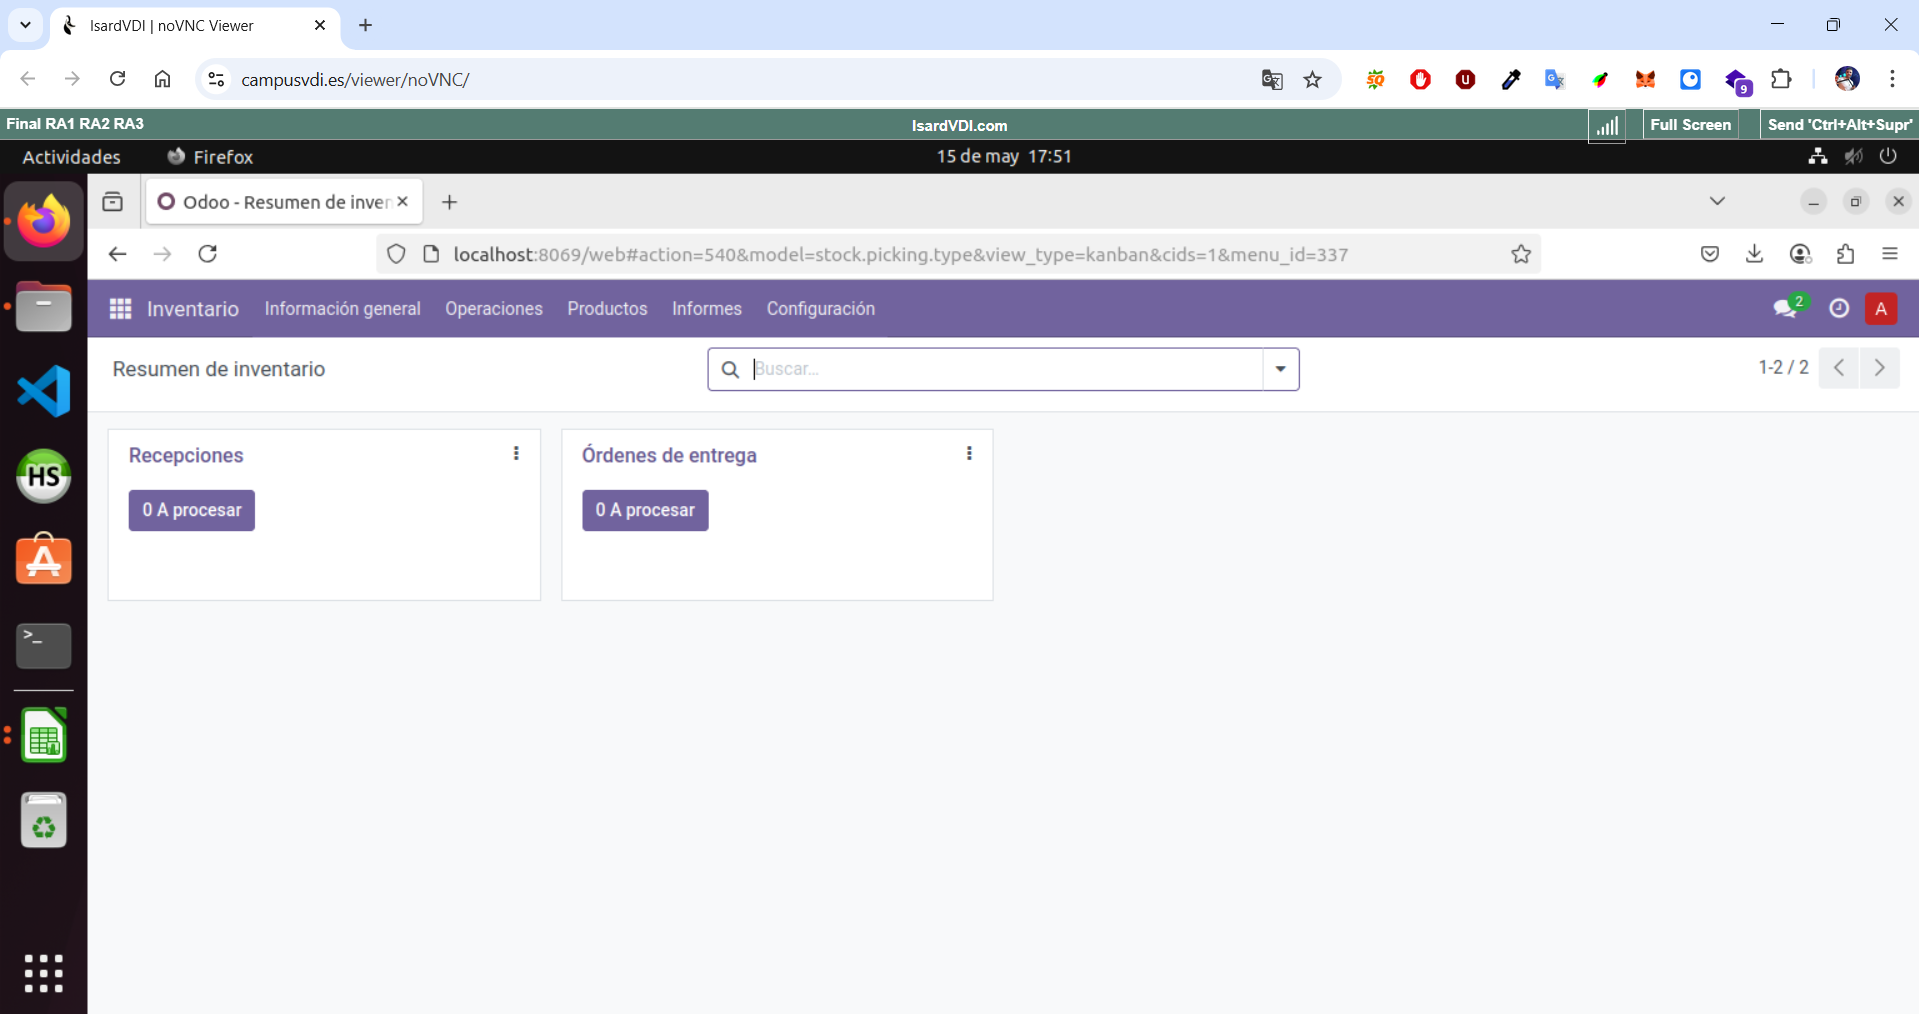 IsardVDI | noVNC Viewer
campusvdi.es/viewer/noVNC/
9
Final RA1 RA2 RA3
IsardVDI.com
Full Screen
Send 'Ctrl+Alt+Supr'
Actividades
Firefox
15 de may 17:51
Odoo - Resumen de inven
localhost:8069/web#action=540&model=stock.picking.type&view_type=kanban&cids=1&menu_id=337
Inventario
Información general
Operaciones
Productos
Informes
Configuración
2
A
Resumen de inventario
Buscar...
1-2 / 2
Recepciones
Órdenes de entrega
0 A procesar
0 A procesar
HS